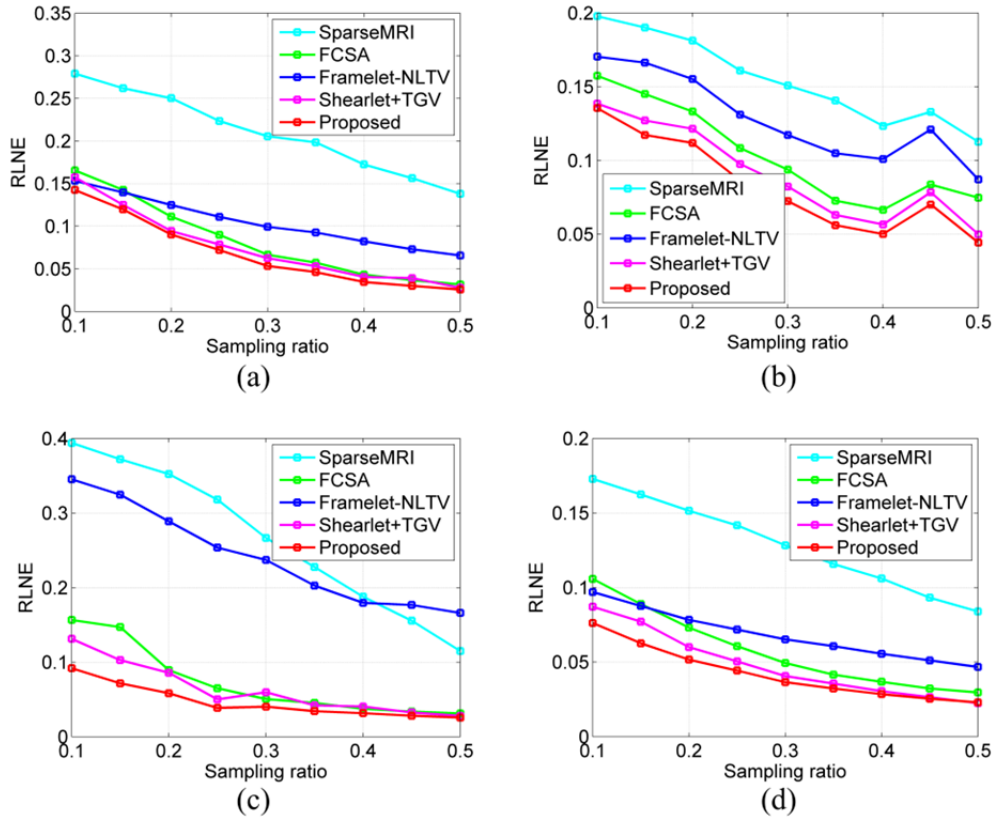 0.35
0.3
0.25
0.2
0.15
0.1
0.05
0
RLNE
SparseMRI
FCSA
Framelet-NLTV
Shearlet+TGV
Proposed
0.1 0.2 0.3 0.4 0.5
Sampling ratio
(a)
0.2
0.15
0.1
0.05
0
RLNE
SparseMRI
FCSA
Framelet-NLTV
Shearlet+TGV
Proposed
0.1 0.2 0.3 0.4 0.5
Sampling ratio
(b)
0.4
0.3
0.2
0.1
0
RLNE
SparseMRI
FCSA
Framelet-NLTV
Shearlet+TGV
Proposed
0.1 0.2 0.3 0.4 0.5
Sampling ratio
(c)
0.2
0.15
0.1
0.05
0
RLNE
SparseMRI
FCSA
Framelet-NLTV
Shearlet+TGV
Proposed
0.1 0.2 0.3 0.4 0.5
Sampling ratio
(d)